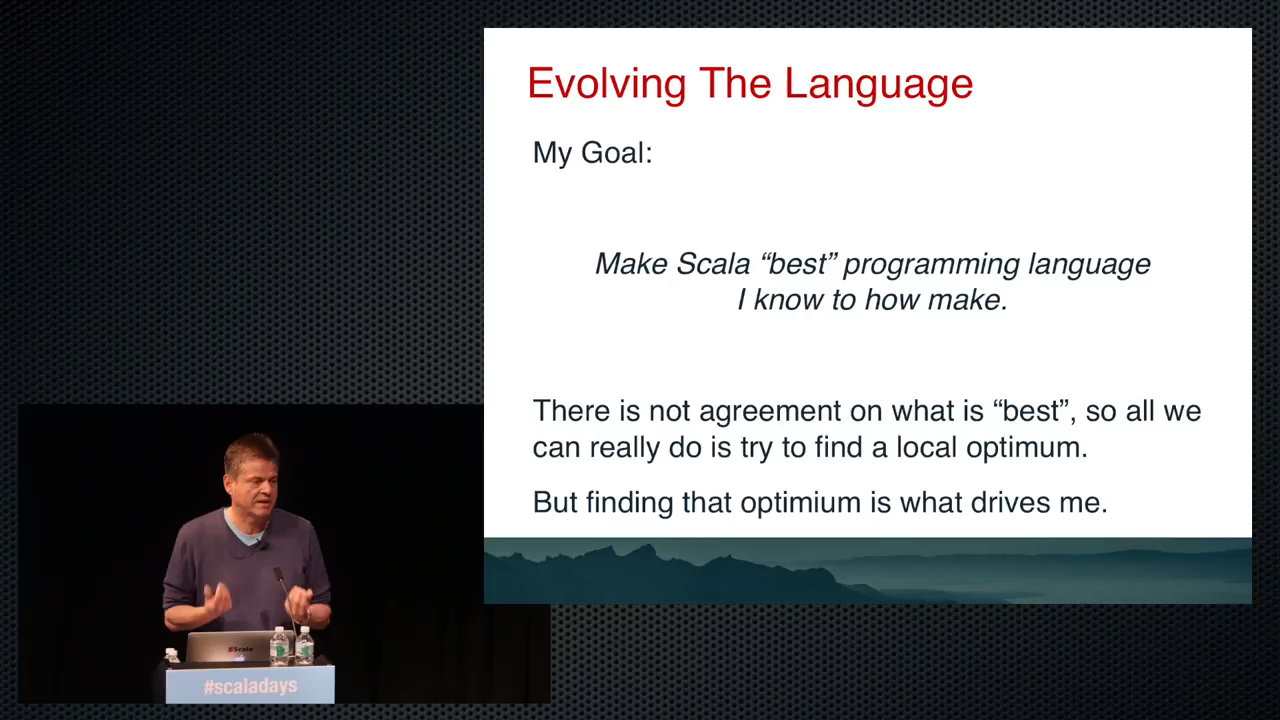 Evolving The Language
My Goal:
Make Scala “best” programming language
I know to how make.
There is not agreement on what is “best”, so all we
can really do is try to find a local optimum.
But finding that optimium is what drives me.
Scala
#scaladays